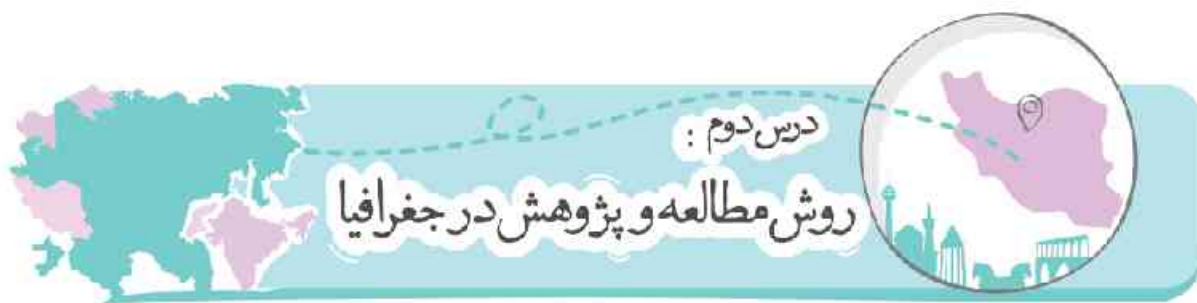 درس دوم :
روش مطالعه و پژوهش در جغرافیا